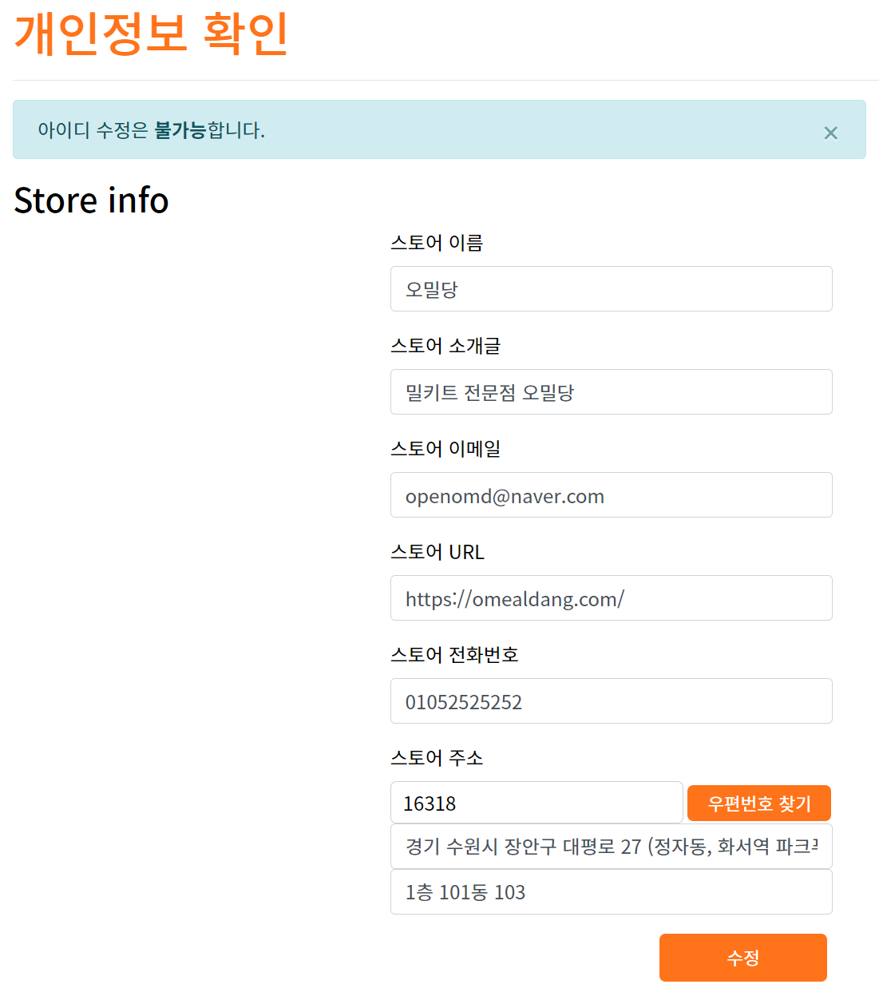 개인정보 확인
아이디 수정은 불가능합니다.
×
Store info
스토어 이름
오밀당
스토어 소개글
밀키트 전문점 오밀당
스토어 이메일
openomd@naver.com
스토어 URL
https://omealdang.com/
스토어 전화번호
01052525252
스토어 주소
16318 우편번호 찾기
경기 수원시 장안구 대평로 27 (정자동, 화서역
1층 101동 103
수정